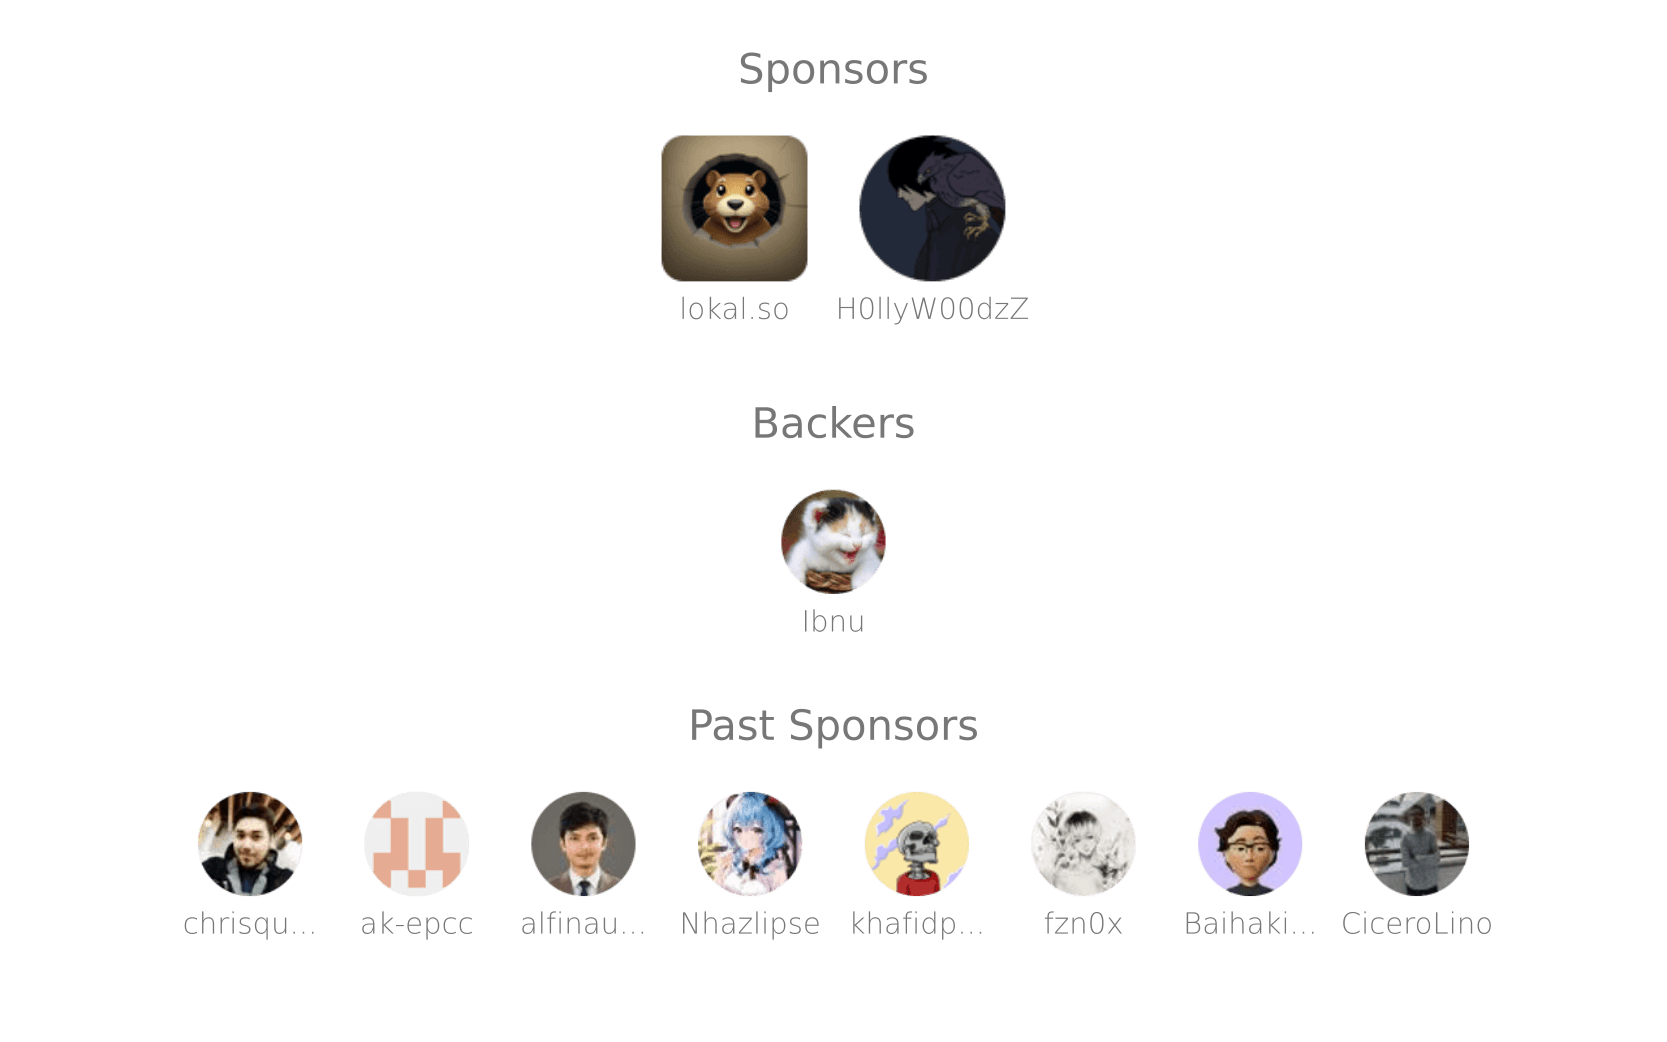 Sponsors
lokal.so H0llyW00dzZ
Backers
Ibnu
Past Sponsors
chrisqu... ak-epcc alfinau... Nhazlipse khafidp... fzn0x Baihaki... CiceroLino